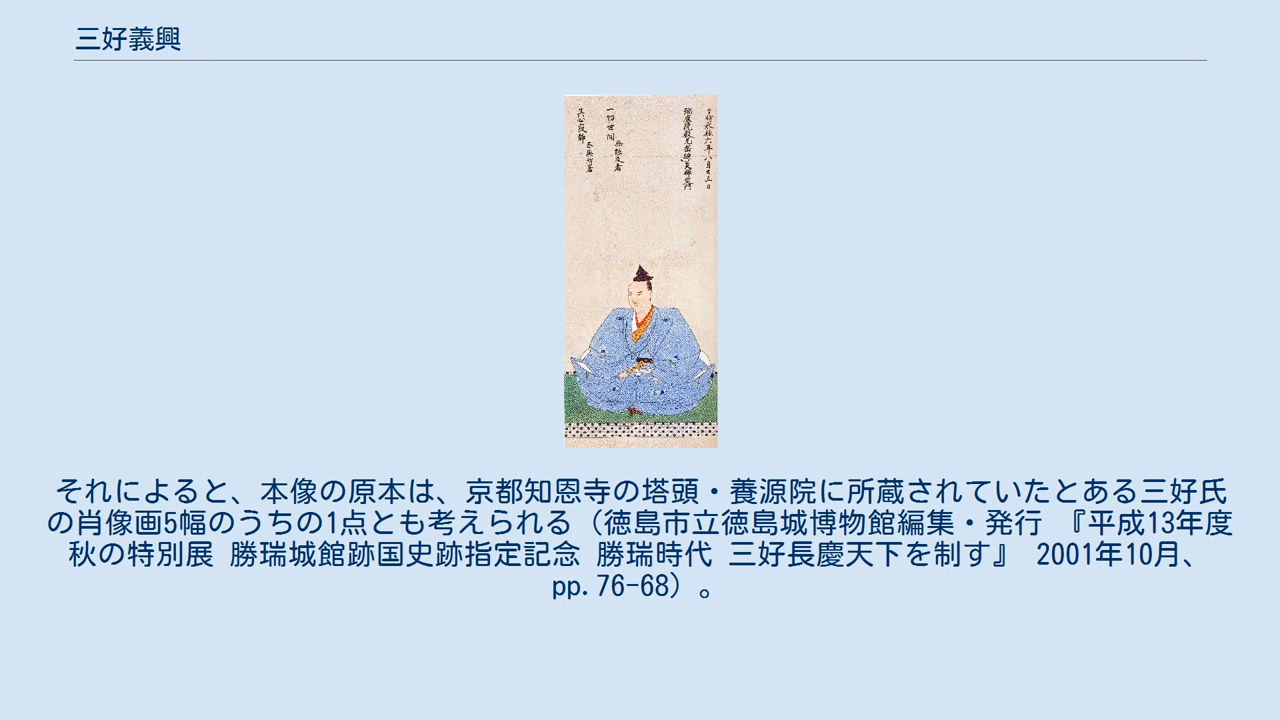 三好義興
それによると、本像の原本は、京都知恩寺の塔頭・養源院に所蔵されていたとある三好氏
の肖像画5幅のうちの1点とも考えられる（徳島市立徳島城博物館編集・発行 『平成13年度
秋の特別展 勝瑞城館跡国史跡指定記念 勝瑞時代 三好長慶天下を制す』 2001年10月、
pp.76-68）。